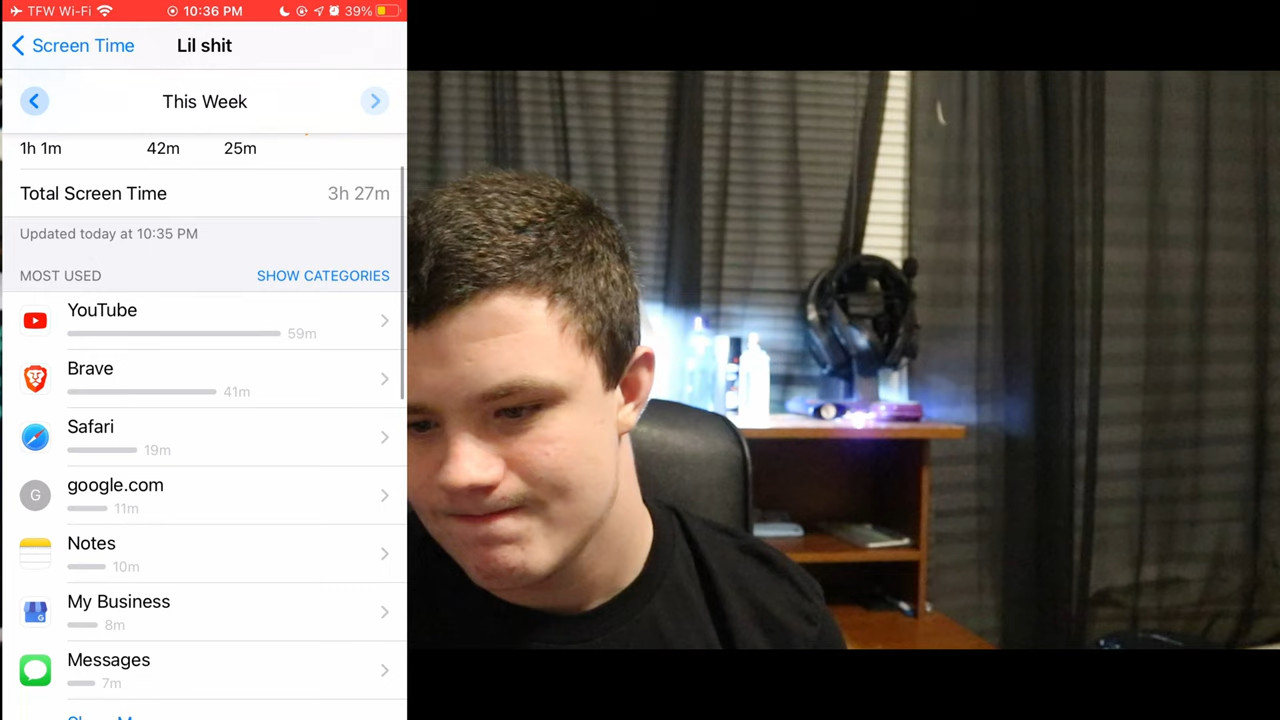 TFW Wi-Fi 10:36 PM 39%
Screen Time Lil shit
This Week
1h 1m 42m 25m
Total Screen Time 3h 27m
Updated today at 10:35 PM
MOST USED SHOW CATEGORIES
YouTube
59m
Brave
41m
Safari
19m
G google.com
11m
Notes
10m
G My Business
8m
Messages
7m